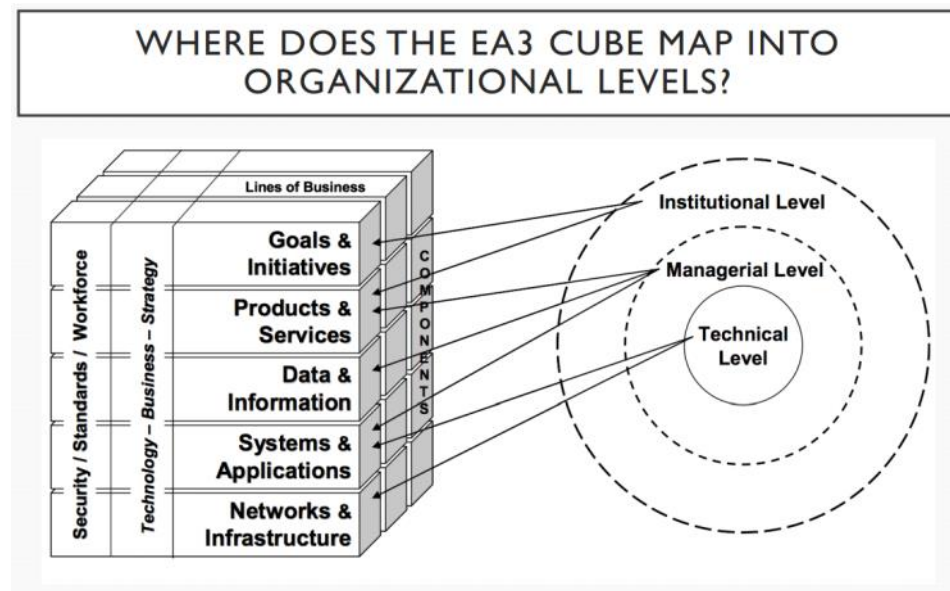 WHERE DOES THE EA3 CUBE MAP INTO
ORGANIZATIONAL LEVELS?
Lines of Business
Security / Standards / Workforce
Technology – Business – Strategy
Goals &
Initiatives
Products &
Services
Data &
Information
Systems &
Applications
Networks &
Infrastructure
COMPONENTS
Institutional Level
Managerial Level
Technical
Level